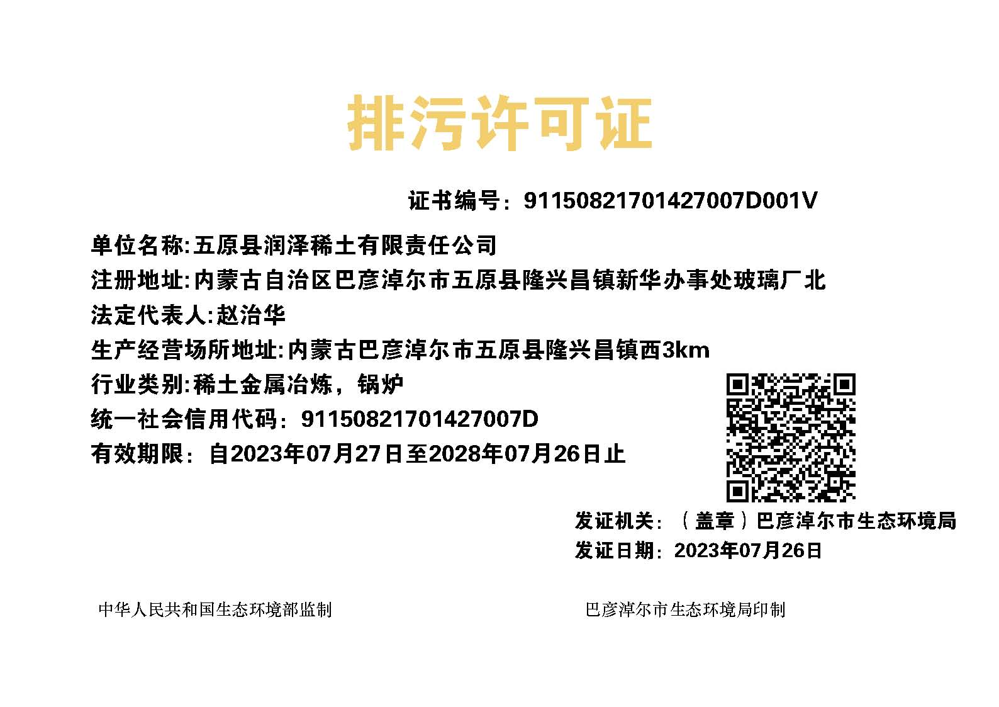 排污许可证
证书编号：91150821701427007D001V
单位名称:五原县润泽稀土有限责任公司
注册地址:内蒙古自治区巴彦淖尔市五原县隆兴昌镇新华办事处玻璃厂北
法定代表人:赵治华
生产经营场所地址:内蒙古巴彦淖尔市五原县隆兴昌镇西3km
行业类别:稀土金属冶炼，锅炉
统一社会信用代码：91150821701427007D
有效期限：自2023年07月27日至2028年07月26日止
发证机关：（盖章）巴彦淖尔市生态环境局
发证日期：2023年07月26日
中华人民共和国生态环境部监制
巴彦淖尔市生态环境局印制